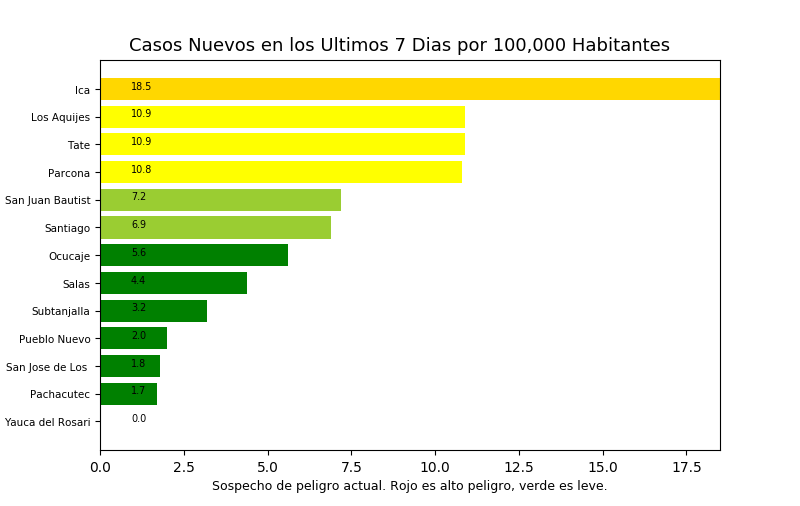 Casos Nuevos en los Ultimos 7 Dias por 100,000 Habitantes
Ica 18.5
Los Aquijes 10.9
Tate 10.9
Parcona 10.8
San Juan Bautist 7.2
Santiago 6.9
Ocucaje 5.6
Salas 4.4
Subtanjalla 3.2
Pueblo Nuevo 2.0
San Jose de Los 1.8
Pachacutec 1.7
Yauca del Rosari 0.0
0.0 2.5 5.0 7.5 10.0 12.5 15.0 17.5
Sospecho de peligro actual. Rojo es alto peligro, verde es leve.